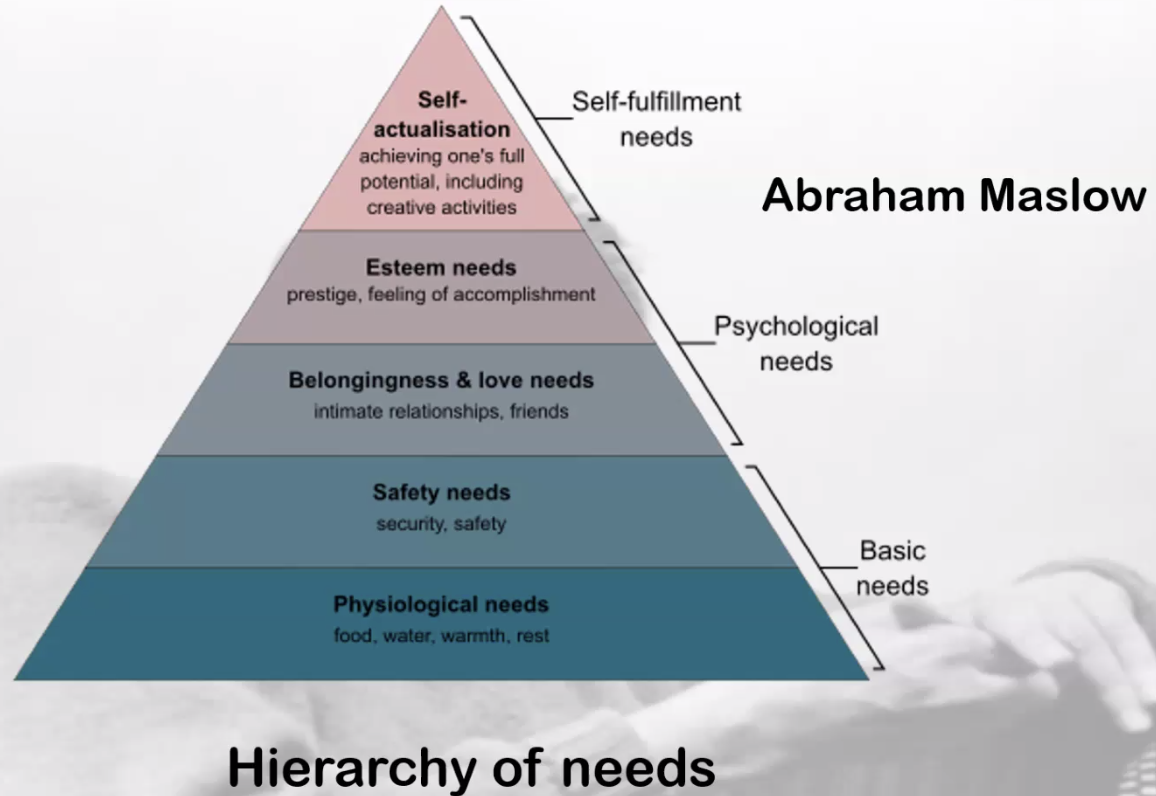 Self-
actualisation
achieving one's full
potential, including
creative activities
Self-fulfillment
needs
Abraham Maslow
Esteem needs
prestige, feeling of accomplishment
Psychological
needs
Belongingness & love needs
intimate relationships, friends
Safety needs
security, safety
Basic
needs
Physiological needs
food, water, warmth, rest
Hierarchy of needs